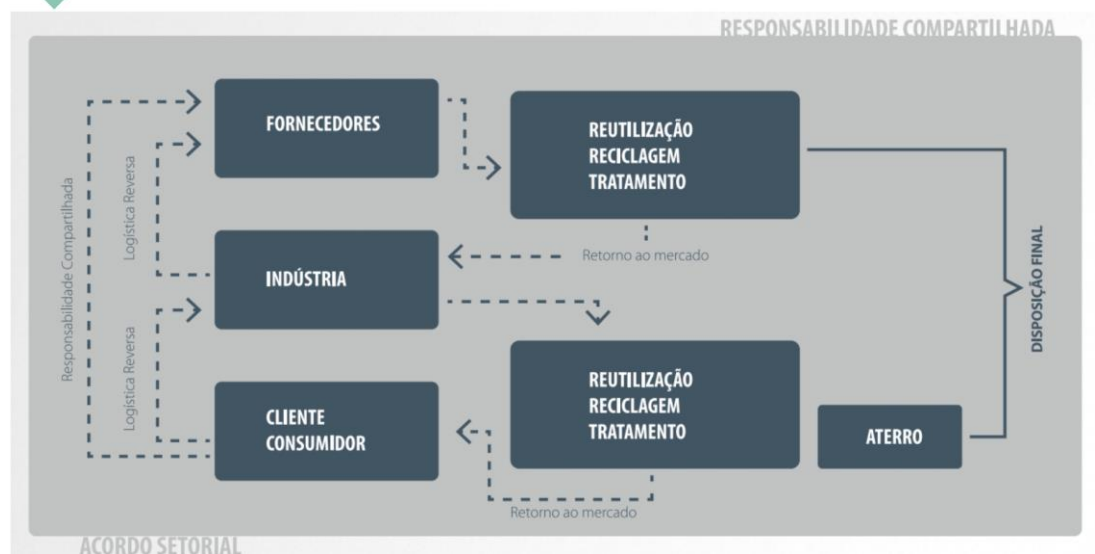 RESPONSABILIDADE COMPARTILHADA
FORNECEDORES
REUTILIZAÇÃO
RECICLAGEM
TRATAMENTO
Responsabilidade Compartilhada
Logística Reversa
Retorno ao mercado
INDÚSTRIA
DISPOSIÇÃO FINAL
Logística Reversa
REUTILIZAÇÃO
RECICLAGEM
TRATAMENTO
CLIENTE
CONSUMIDOR
ATERRO
Retorno ao mercado
ACORDO SETORIAL